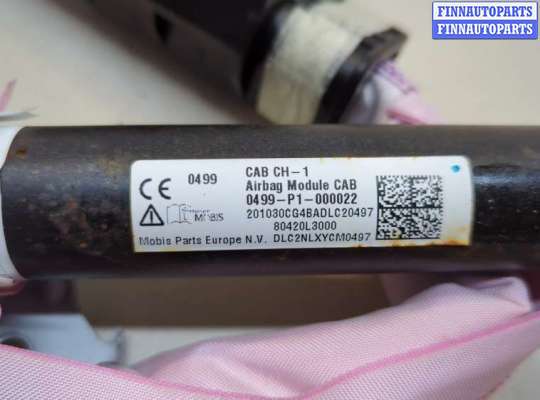 FINNAUTOPARTS
FINNAUTOPARTS
CE 0499
CAB CH-1
Airbag Module CAB
0499-P1-000022
MOBIS
201030CG4BADLC20497
80420L3000
Mobis Parts Europe N.V. DLC2NLXYCM0497